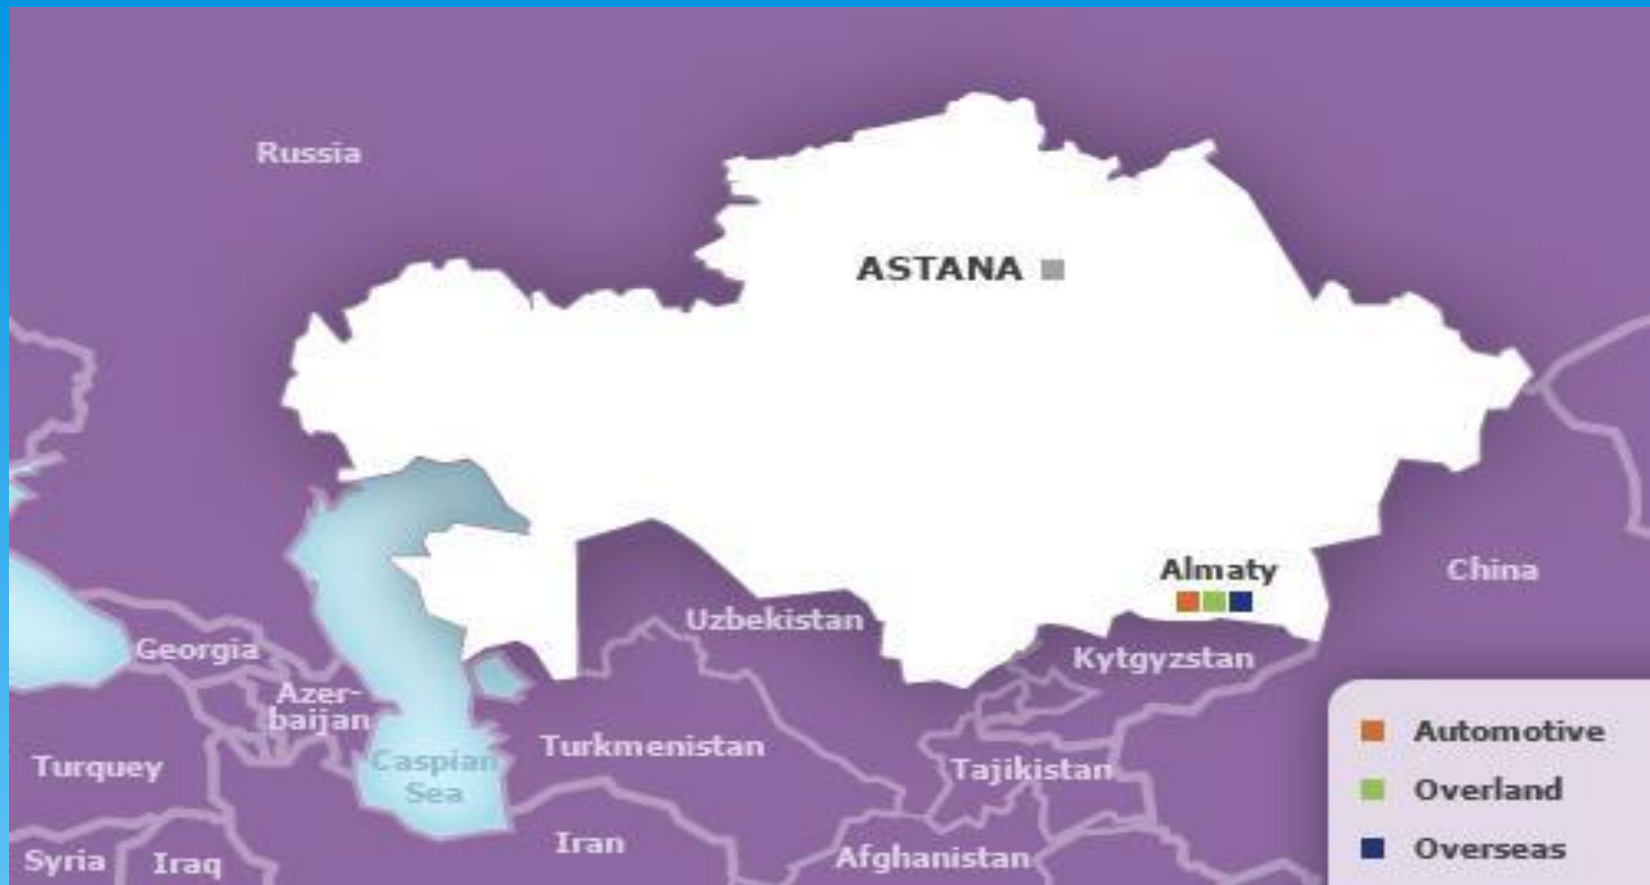 Russia
ASTANA
Almaty
China
Uzbekistan
Georgia
Kytgyzstan
Azer-
baijan
Turkmenistan
Turquey
Caspian
Sea
Tajikistan
Automotive
Overland
Overseas
Iran
Afghanistan
Syria
Iraq